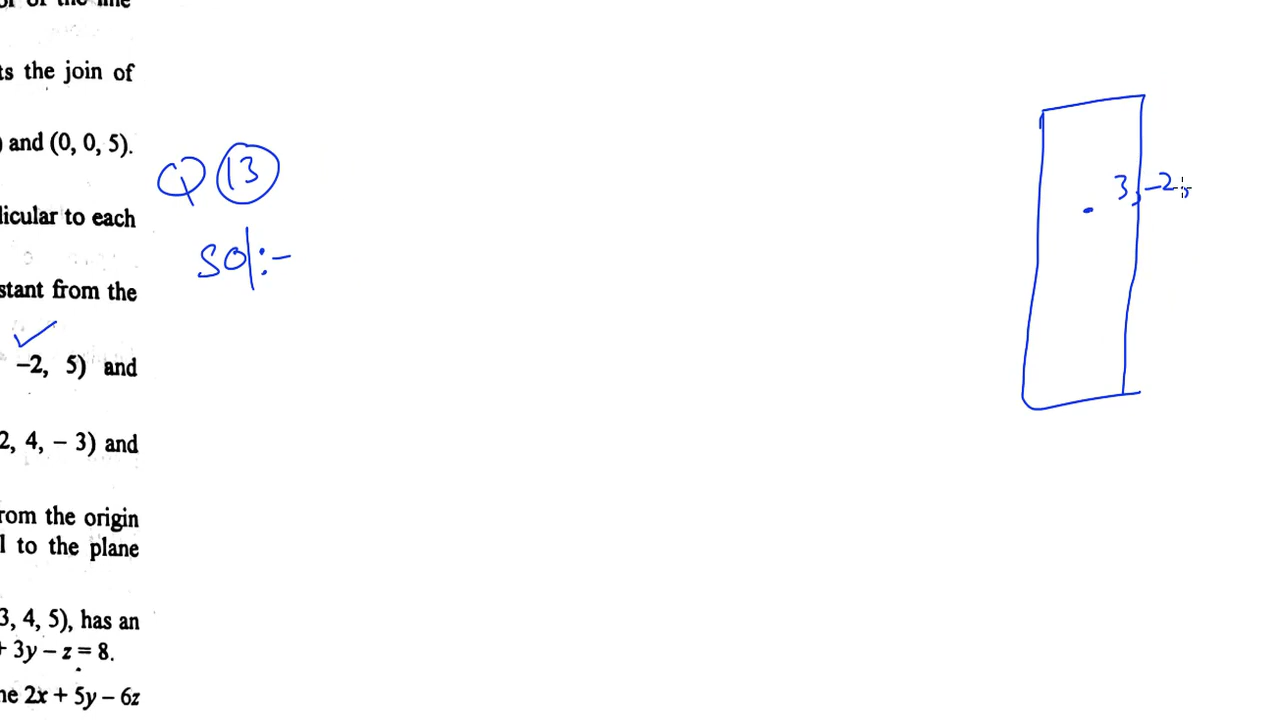 ts the join of
) and (0, 0, 5).
Q 13
3, -2,
dicular to each
Sol:-
stant from the
-2, 5) and
2, 4, – 3) and
rom the origin
l to the plane
3, 4, 5), has an
+ 3y – z = 8.
ne 2x + 5y – 6z